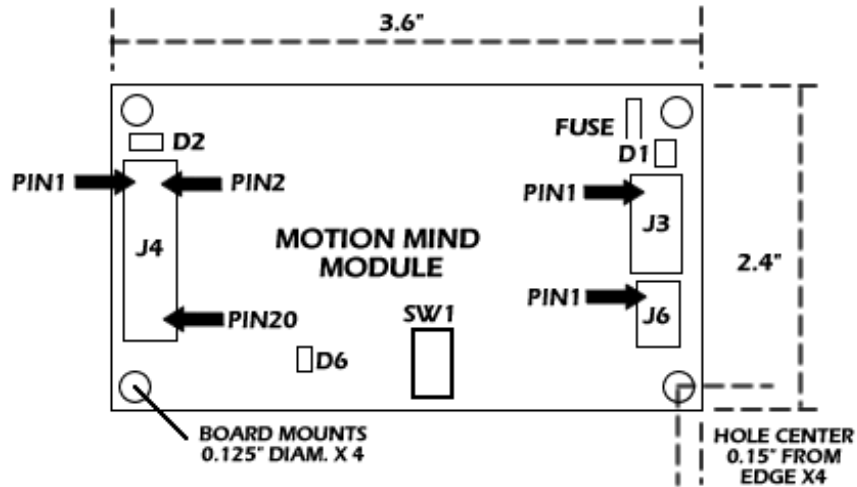 3.6"
FUSE
D2
D1
PIN1
PIN2
PIN1
J3
J4
MOTION MIND
MODULE
2.4"
PIN1
J6
PIN20
SW1
D6
BOARD MOUNTS
0.125" DIAM. X 4
HOLE CENTER
0.15" FROM
EDGE X4